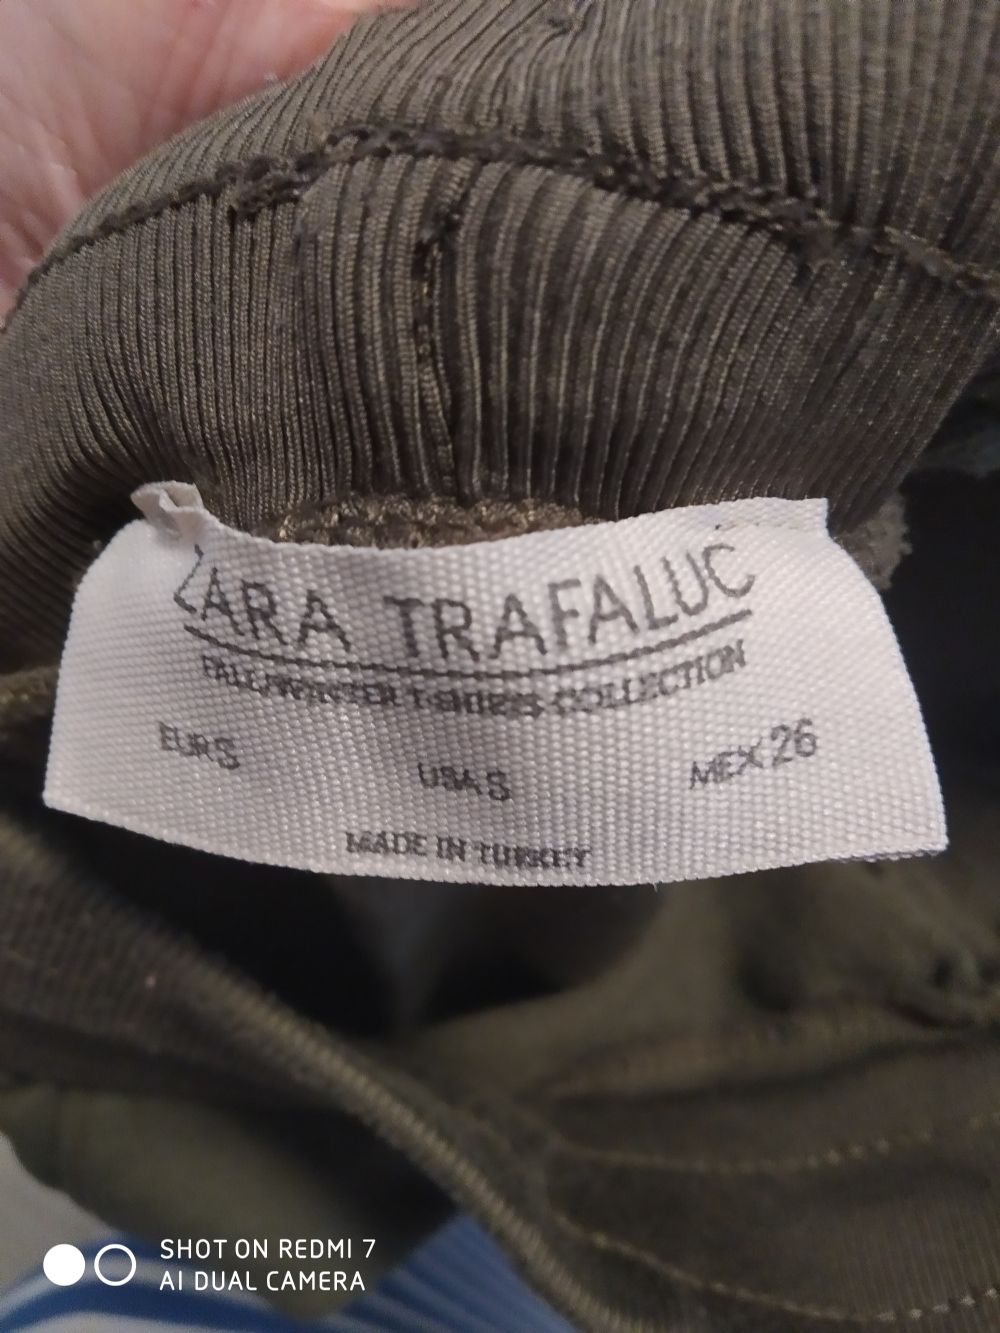 ZARA TRAFALUC
FALL/WINTER T-SHIRTS COLLECTION
EUR S
USA S
MEX 26
MADE IN TURKEY
SHOT ON REDMI 7
AI DUAL CAMERA